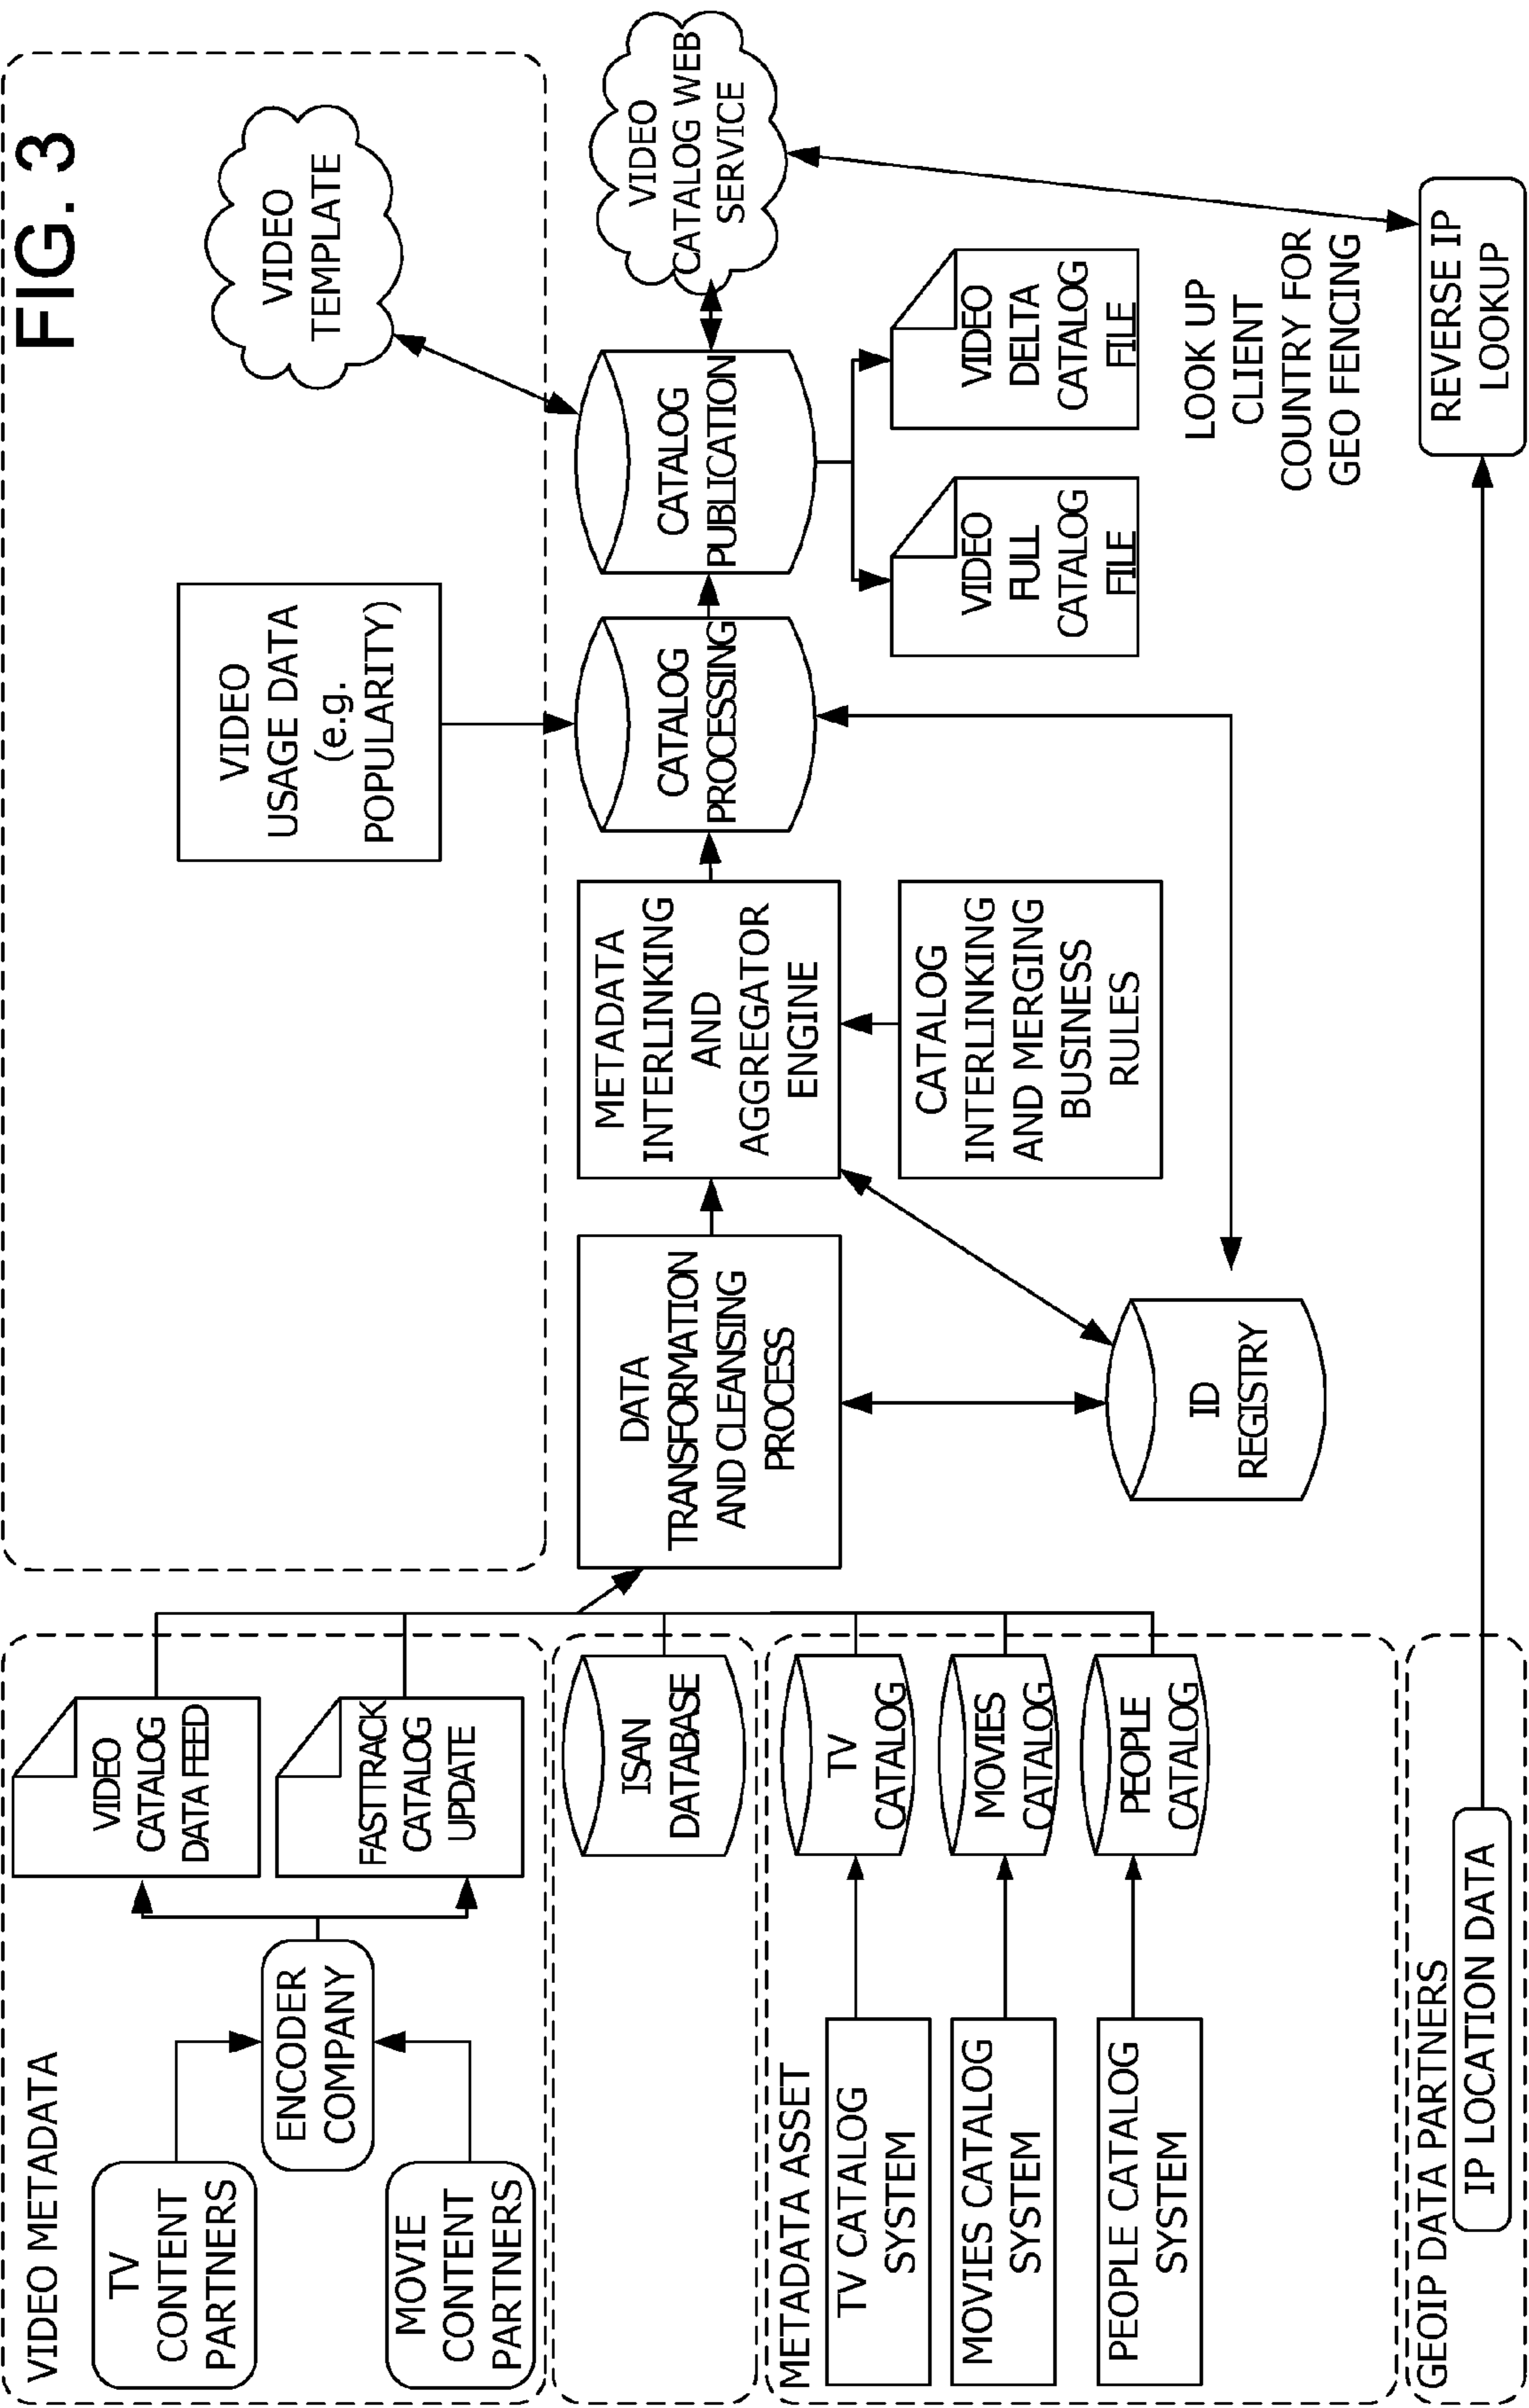 FIG. 3
VIDEO METADATA
TV
CONTENT
PARTNERS
MOVIE
CONTENT
PARTNERS
ENCODER
COMPANY
VIDEO
CATALOG
DATA FEED
FASTTRACK
CATALOG
UPDATE
ISAN
DATABASE
METADATA ASSET
TV CATALOG
SYSTEM
MOVIES CATALOG
SYSTEM
PEOPLE CATALOG
SYSTEM
TV
CATALOG
MOVIES
CATALOG
PEOPLE
CATALOG
GEOIP DATA PARTNERS
IP LOCATION DATA
DATA
TRANSFORMATION
AND CLEANSING
PROCESS
ID
REGISTRY
METADATA
INTERLINKING
AND
AGGREGATOR
ENGINE
CATALOG
INTERLINKING
AND MERGING
BUSINESS
RULES
VIDEO
USAGE DATA
(e.g.
POPULARITY)
CATALOG
PROCESSING
CATALOG
PUBLICATION
VIDEO
TEMPLATE
VIDEO
CATALOG WEB
SERVICE
VIDEO
FULL
CATALOG
FILE
VIDEO
DELTA
CATALOG
FILE
LOOK UP
CLIENT
COUNTRY FOR
GEO FENCING
REVERSE IP
LOOKUP